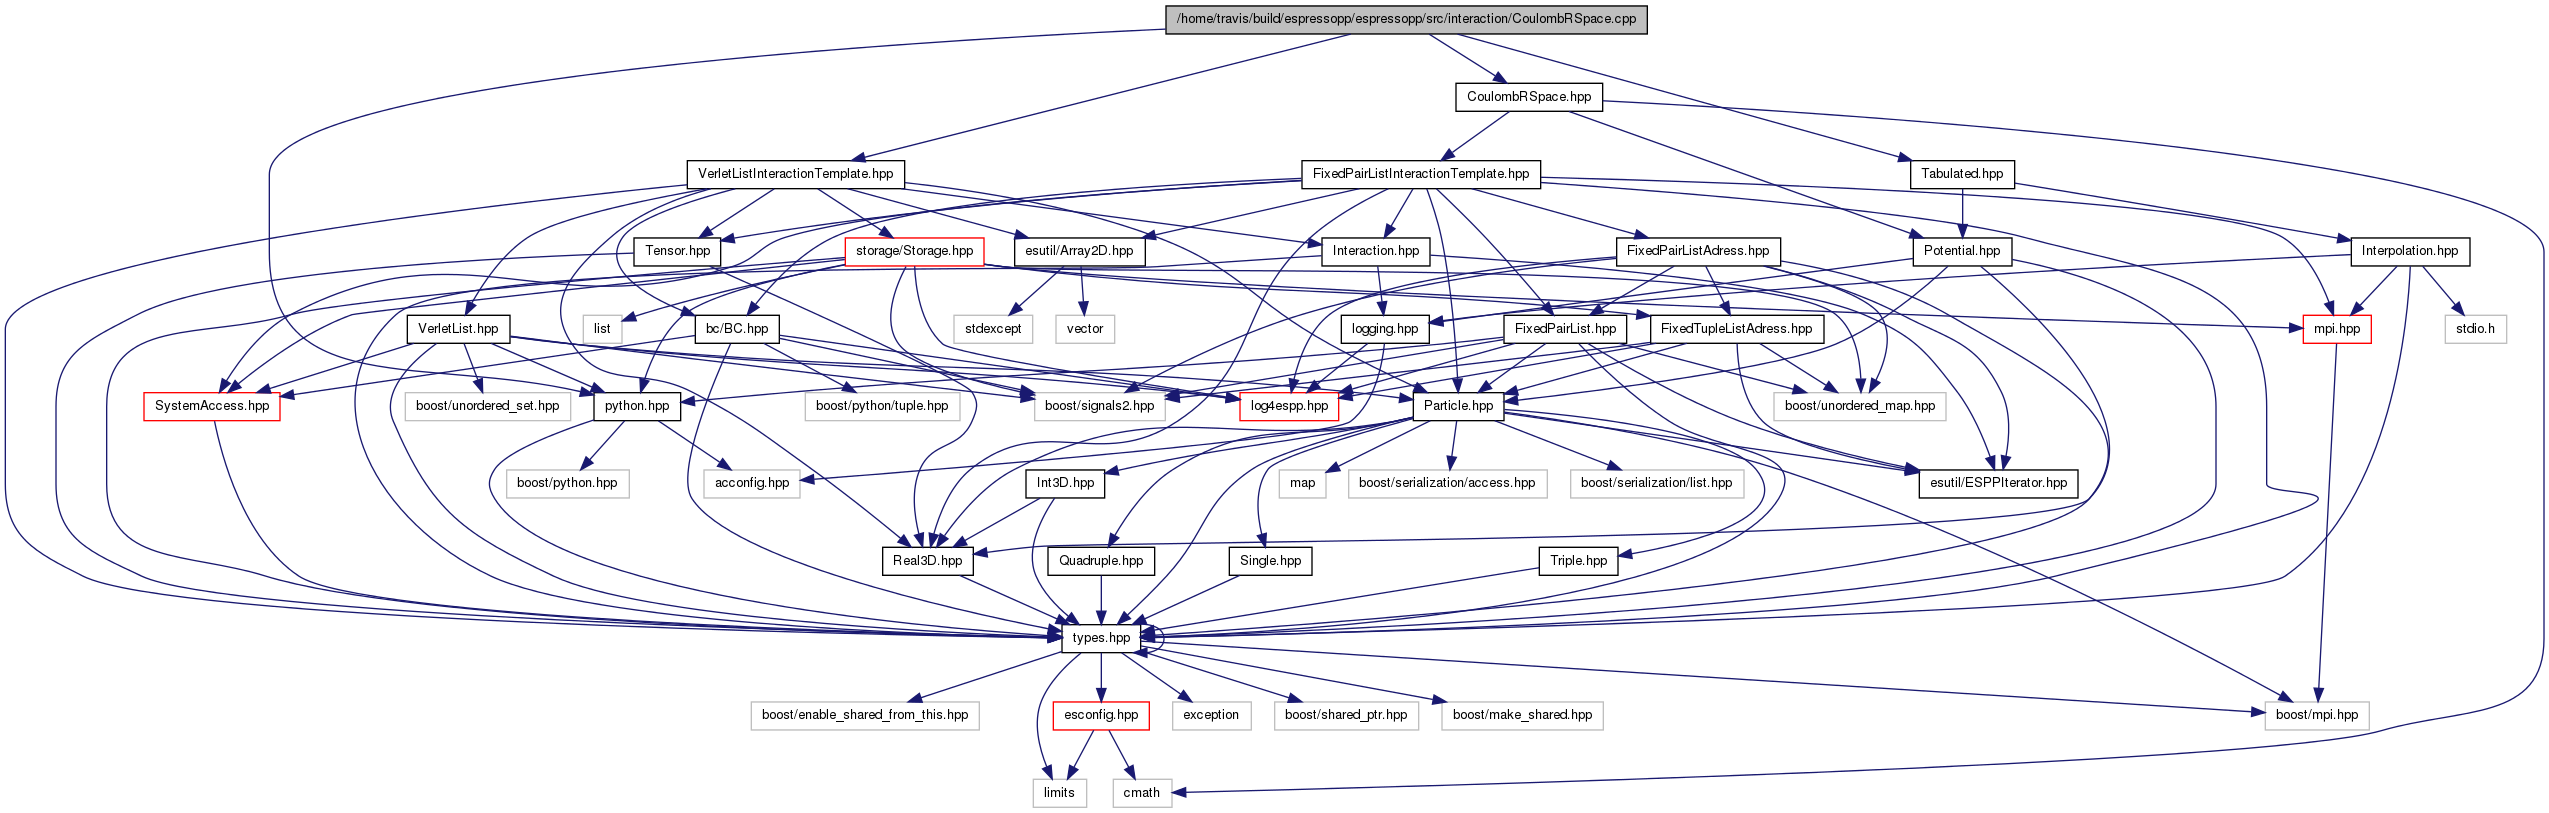 /home/travis/build/espressopp/espressopp/src/interaction/CoulombRSpace.cpp
CoulombRSpace.hpp
VerletListInteractionTemplate.hpp
FixedPairListInteractionTemplate.hpp
Tabulated.hpp
Tensor.hpp
storage/Storage.hpp
esutil/Array2D.hpp
Interaction.hpp
FixedPairListAdress.hpp
Potential.hpp
Interpolation.hpp
VerletList.hpp
list
bc/BC.hpp
stdexcept
vector
logging.hpp
FixedPairList.hpp
FixedTupleListAdress.hpp
mpi.hpp
stdio.h
SystemAccess.hpp
boost/unordered_set.hpp
python.hpp
boost/python/tuple.hpp
boost/signals2.hpp
log4espp.hpp
Particle.hpp
boost/unordered_map.hpp
boost/python.hpp
acconfig.hpp
Int3D.hpp
map
boost/serialization/access.hpp
boost/serialization/list.hpp
esutil/ESPPIterator.hpp
Real3D.hpp
Quadruple.hpp
Single.hpp
Triple.hpp
types.hpp
boost/enable_shared_from_this.hpp
esconfig.hpp
exception
boost/shared_ptr.hpp
boost/make_shared.hpp
boost/mpi.hpp
limits
cmath